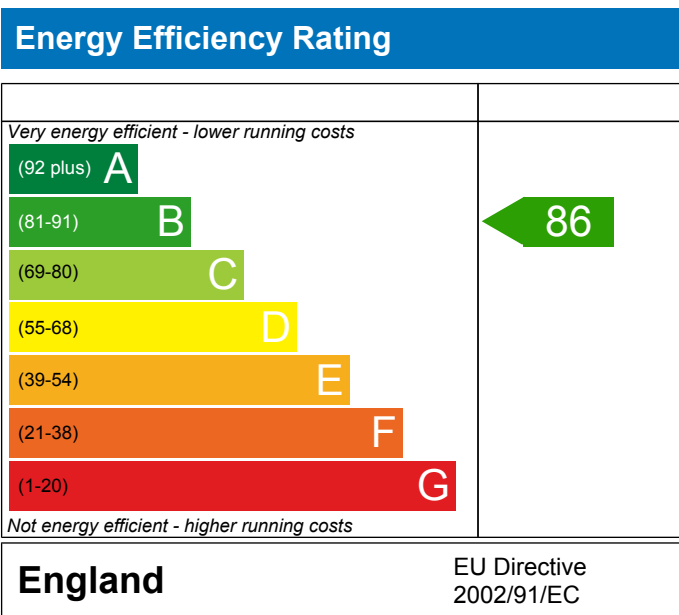 Energy Efficiency Rating
Very energy efficient - lower running costs
(92 plus) A
(81-91) B
86
(69-80) C
(55-68) D
(39-54) E
(21-38) F
(1-20) G
Not energy efficient - higher running costs
England
EU Directive
2002/91/EC